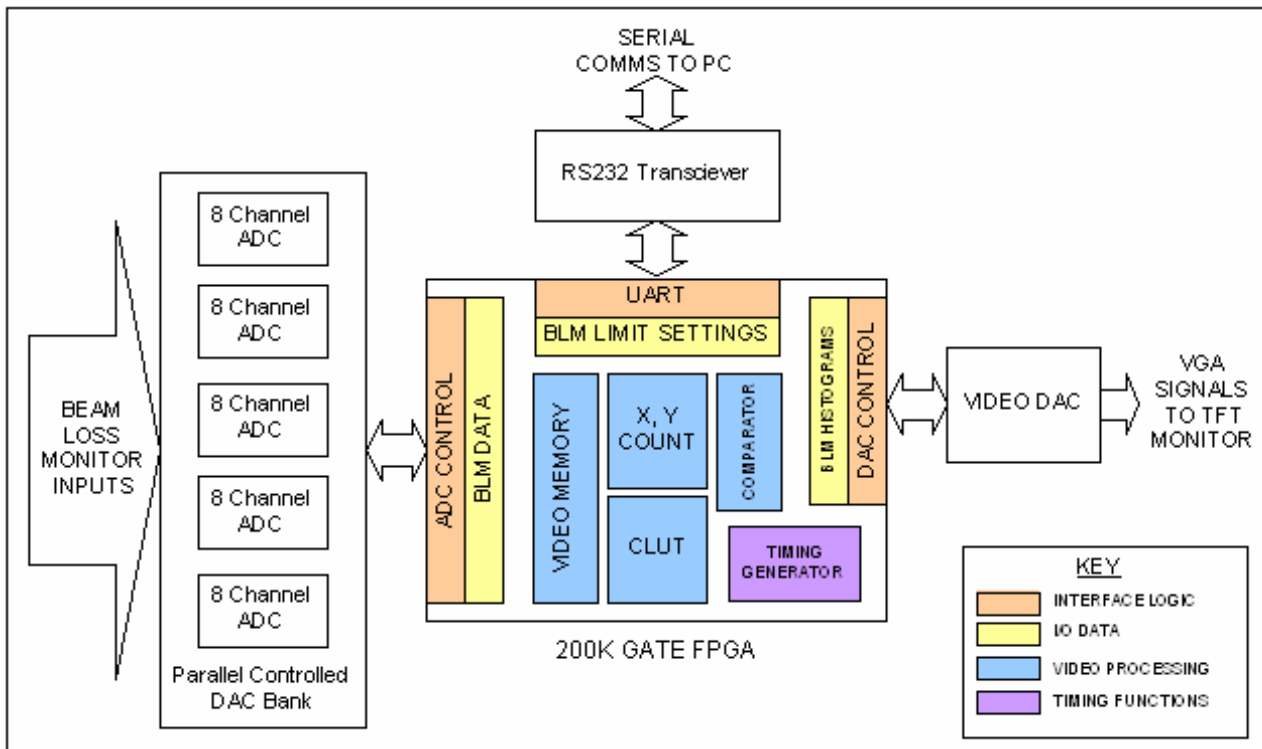 SERIAL
COMMS TO PC
RS232 Transciever
8 Channel
ADC
8 Channel
ADC
8 Channel
ADC
8 Channel
ADC
8 Channel
ADC
Parallel Controlled
DAC Bank
BEAM
LOSS
MONITOR
INPUTS
ADC CONTROL
BLM DATA
UART
BLM LIMIT SETTINGS
VIDEO MEMORY
X, Y
COUNT
CLUT
COMPARATOR
TIMING
GENERATOR
BLM HISTOGRAMS
DAC CONTROL
200K GATE FPGA
VIDEO DAC
VGA
SIGNALS
TO TFT
MONITOR
KEY
INTERFACE LOGIC
I/O DATA
VIDEO PROCESSING
TIMING FUNCTIONS